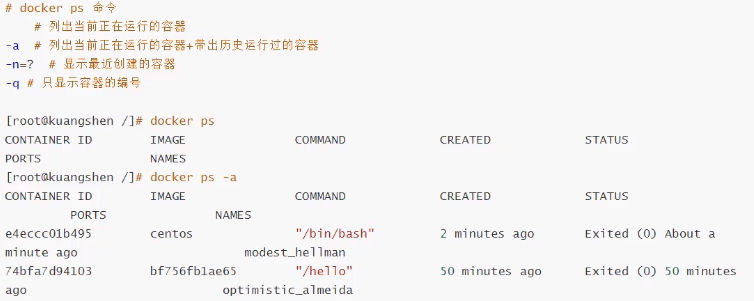 # docker ps 命令
# 列出当前正在运行的容器
-a # 列出当前正在运行的容器+带出历史运行过的容器
-n=? # 显示最近创建的容器
-q # 只显示容器的编号
[root@kuangshen /]# docker ps
CONTAINER ID IMAGE COMMAND CREATED STATUS
PORTS NAMES
[root@kuangshen /]# docker ps -a
CONTAINER ID IMAGE COMMAND CREATED STATUS
PORTS NAMES
e4eccc01b495 centos "/bin/bash" 2 minutes ago Exited (0) About a
minute ago modest_hellman
74bfa7d94103 bf756fb1ae65 "/hello" 50 minutes ago Exited (0) 50 minutes
ago optimistic_almeida